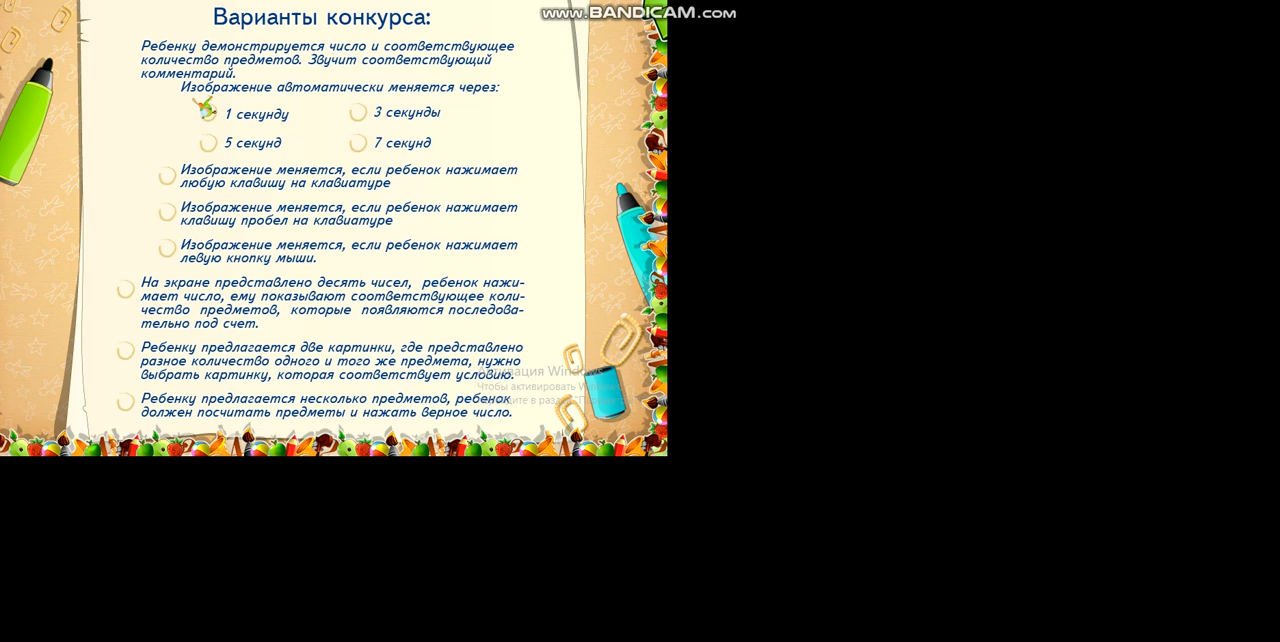 www.BANDICAM.com
Варианты конкурса:
Ребенку демонстрируется число и соответствующее
количество предметов. Звучит соответствующий
комментарий.
Изображение автоматически меняется через:
1 секунду
3 секунды
5 секунд
7 секунд
Изображение меняется, если ребенок нажимает
любую клавишу на клавиатуре
Изображение меняется, если ребенок нажимает
клавишу пробел на клавиатуре
Изображение меняется, если ребенок нажимает
левую кнопку мыши.
На экране представлено десять чисел, ребенок нажи-
мает число, ему показывают соответствующее коли-
чество предметов, которые появляются последова-
тельно под счет.
Ребенку предлагается две картинки, где представлено
разное количество одного и того же предмета, нужно
выбрать картинку, которая соответствует условию.
Активация Windows
Чтобы активировать
в раздел
Ребенку предлагается несколько предметов, ребенок
должен посчитать предметы и нажать верное число.